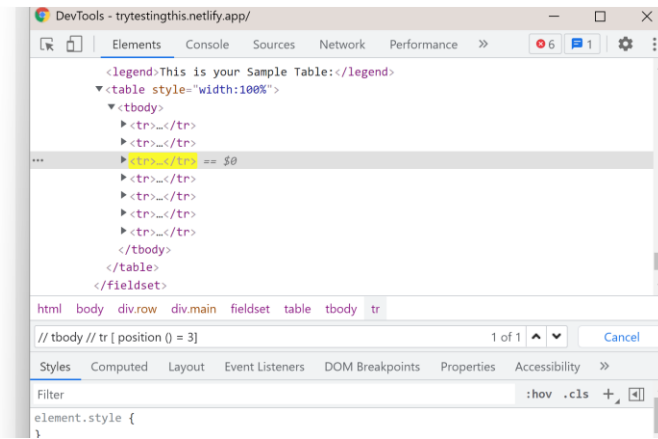 DevTools - trytestingthis.netlify.app/
Elements Console Sources Network Performance » 6 1
<legend>This is your Sample Table:</legend>
▼<table style="width:100%">
▼<tbody>
▶<tr>…</tr>
▶<tr>…</tr>
… ▶<tr>…</tr> == $0
▶<tr>…</tr>
▶<tr>…</tr>
▶<tr>…</tr>
</tbody>
</table>
</fieldset>
html body div.row div.main fieldset table tbody tr
// tbody // tr [ position () = 3] 1 of 1 Cancel
Styles Computed Layout Event Listeners DOM Breakpoints Properties Accessibility »
Filter :hov .cls +
element.style {
}